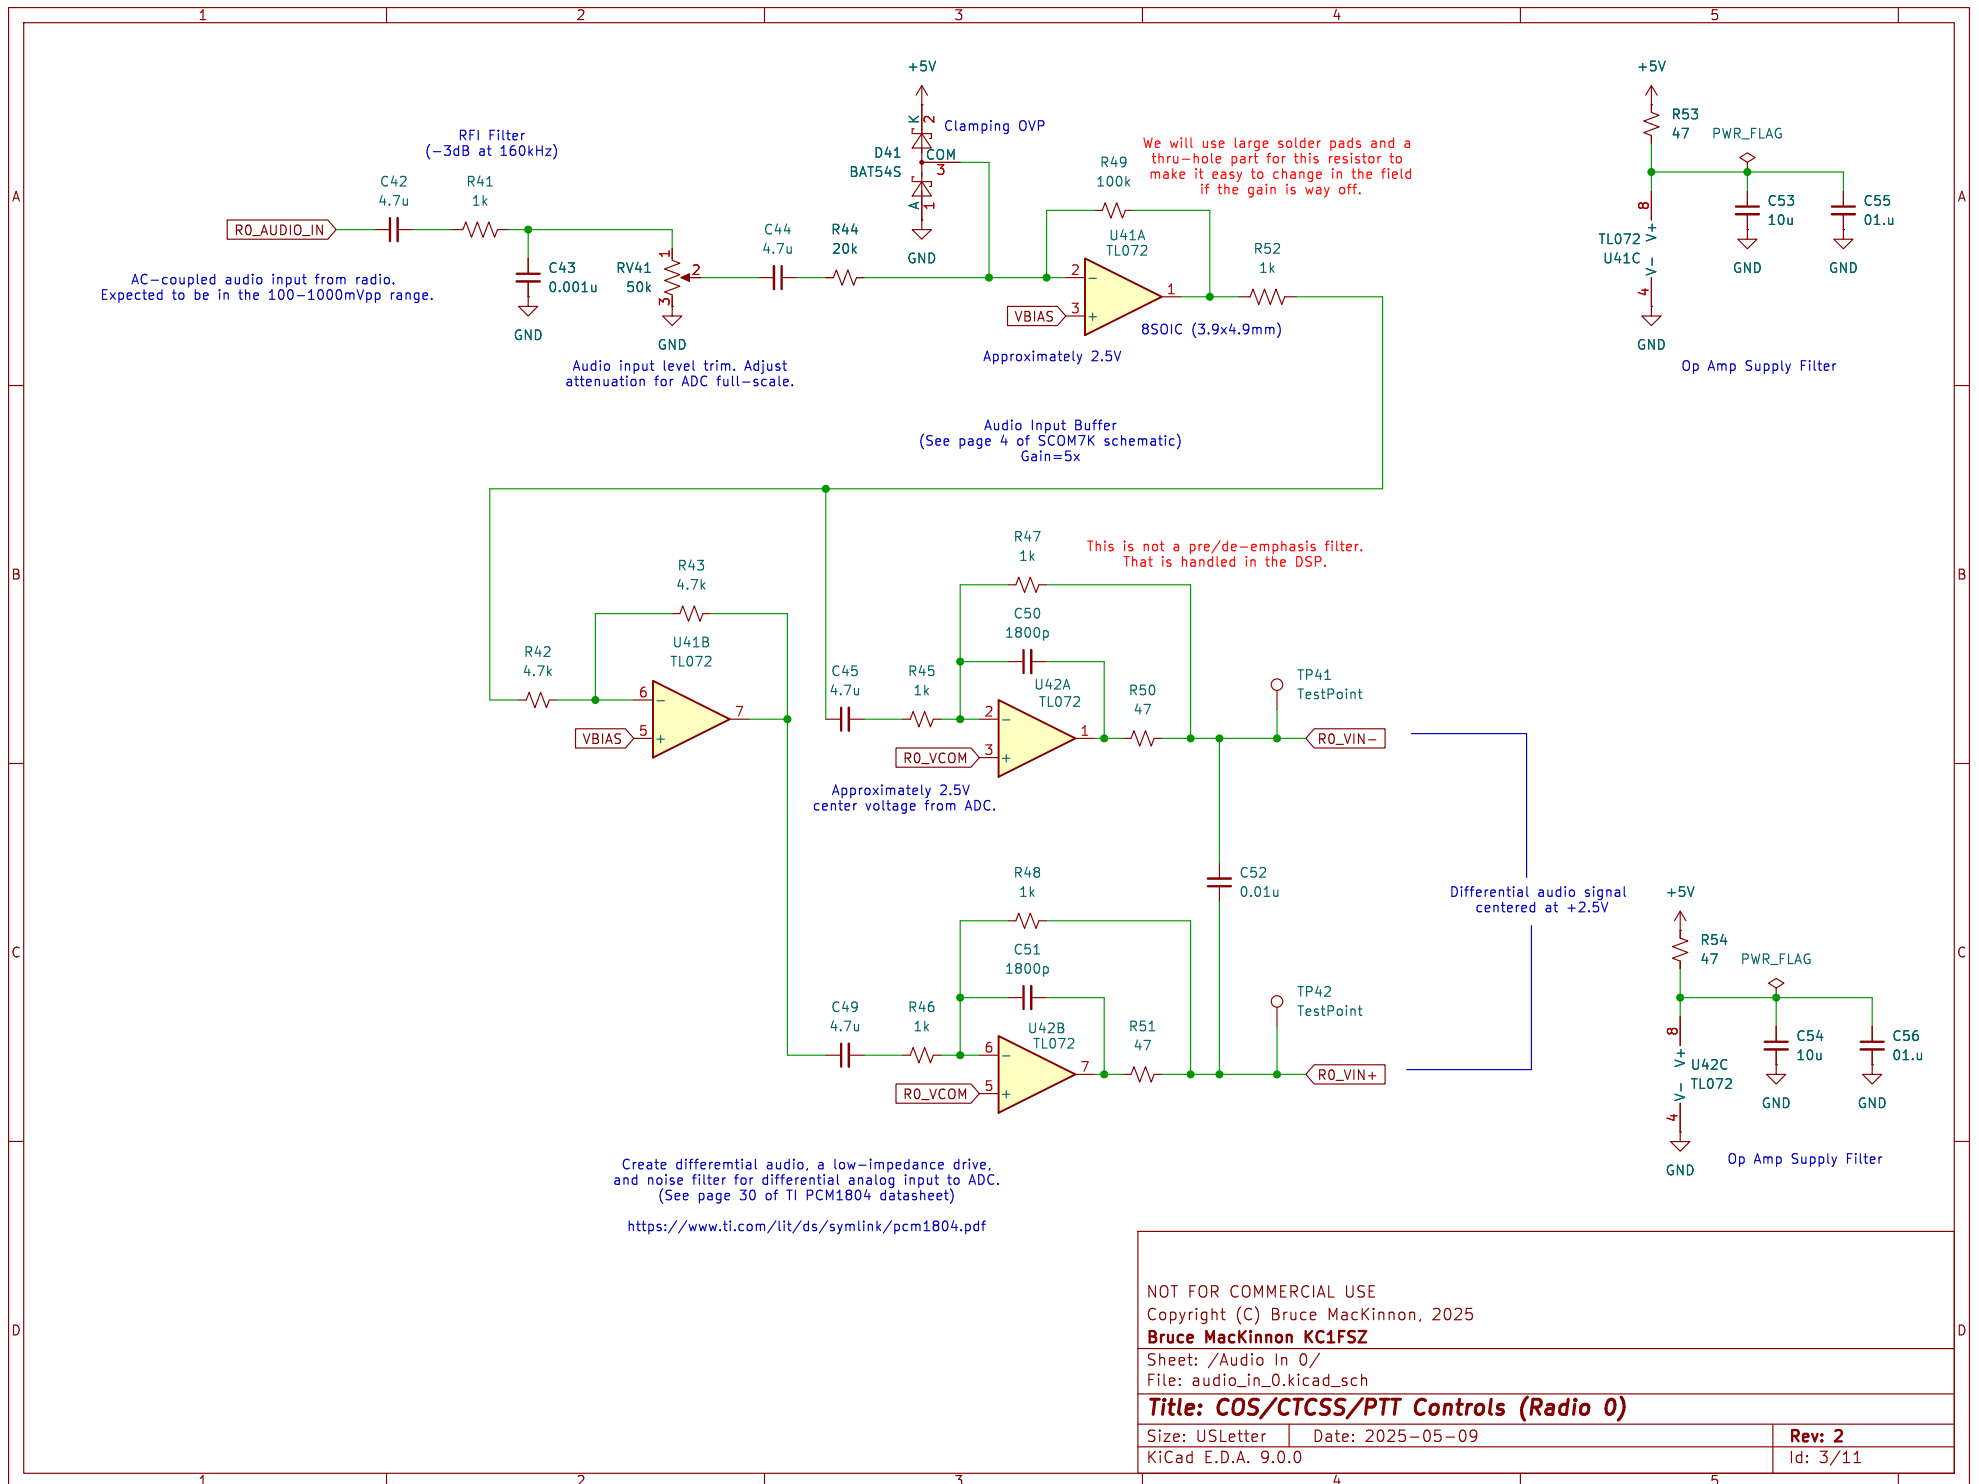 1
2
3
4
5
A
B
C
D
A
B
C
D
1
2
3
4
5
RFI Filter
(-3dB at 160kHz)
C42
4.7u
R41
1k
R0_AUDIO_IN
AC-coupled audio input from radio.
Expected to be in the 100-1000mVpp range.
C43
0.001u
GND
RV41
50k
1
2
3
GND
Audio input level trim. Adjust
attenuation for ADC full-scale.
C44
4.7u
R44
20k
+5V
K
2
Clamping OVP
D41
BAT54S
COM
3
A
1
GND
We will use large solder pads and a
thru-hole part for this resistor to
make it easy to change in the field
if the gain is way off.
R49
100k
U41A
TL072
2
-
3
+
1
VBIAS
8SOIC (3.9x4.9mm)
Approximately 2.5V
R52
1k
Audio Input Buffer
(See page 4 of SCOM7K schematic)
Gain=5x
+5V
R53
47
PWR_FLAG
8
V+
TL072
U41C
V-
4
GND
C53
10u
GND
C55
01.u
GND
Op Amp Supply Filter
R43
4.7k
U41B
TL072
R42
4.7k
6
-
5
+
7
VBIAS
R47
1k
This is not a pre/de-emphasis filter.
That is handled in the DSP.
C50
1800p
C45
4.7u
R45
1k
U42A
TL072
2
-
3
+
1
R0_VCOM
Approximately 2.5V
center voltage from ADC.
R50
47
TP41
TestPoint
R0_VIN-
C52
0.01u
Differential audio signal
centered at +2.5V
R48
1k
C51
1800p
C49
4.7u
R46
1k
U42B
TL072
6
-
5
+
7
R0_VCOM
R51
47
TP42
TestPoint
R0_VIN+
+5V
R54
47
PWR_FLAG
8
V+
U42C
TL072
V-
4
GND
C54
10u
GND
C56
01.u
GND
Op Amp Supply Filter
Create differemtial audio, a low-impedance drive,
and noise filter for differential analog input to ADC.
(See page 30 of TI PCM1804 datasheet)
https://www.ti.com/lit/ds/symlink/pcm1804.pdf
NOT FOR COMMERCIAL USE
Copyright (C) Bruce MacKinnon, 2025
Bruce MacKinnon KC1FSZ
Sheet: /Audio In 0/
File: audio_in_0.kicad_sch
Title: COS/CTCSS/PTT Controls (Radio 0)
Size: USLetter
Date: 2025-05-09
Rev: 2
KiCad E.D.A. 9.0.0
Id: 3/11